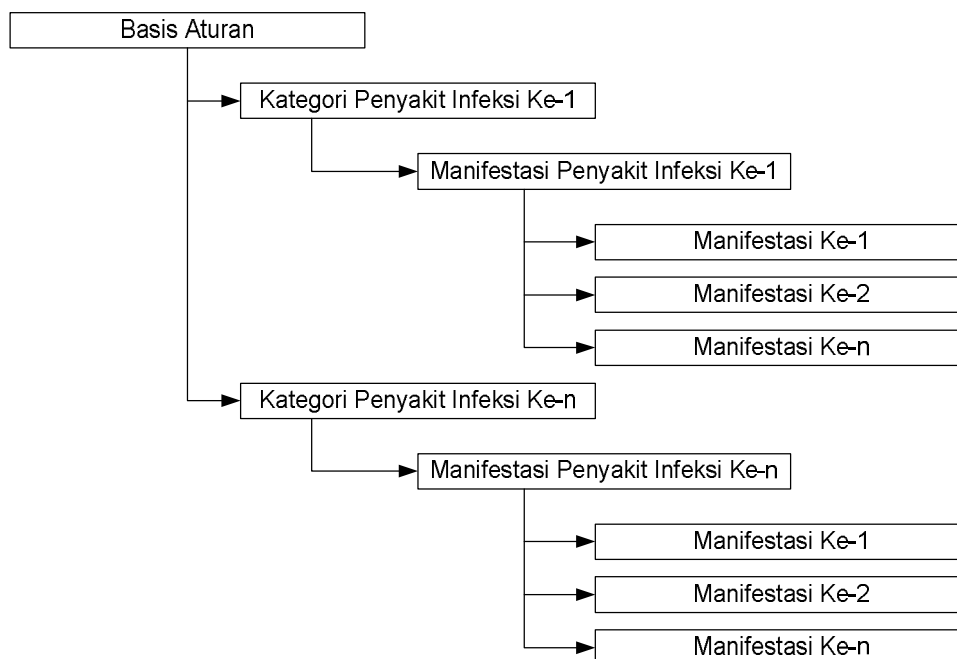 Basis Aturan
Kategori Penyakit Infeksi Ke-1
Manifestasi Penyakit Infeksi Ke-1
Manifestasi Ke-1
Manifestasi Ke-2
Manifestasi Ke-n
Kategori Penyakit Infeksi Ke-n
Manifestasi Penyakit Infeksi Ke-n
Manifestasi Ke-1
Manifestasi Ke-2
Manifestasi Ke-n